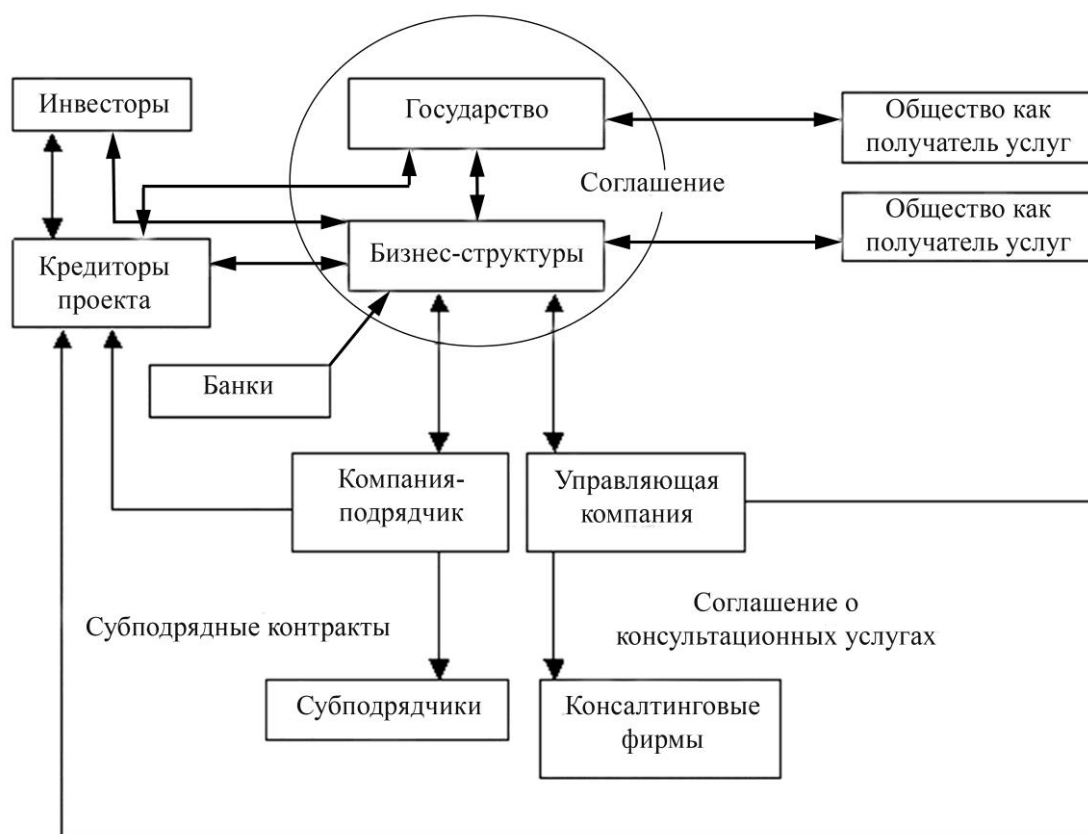 Инвесторы
Государство
Общество как
получатель услуг
Соглашение
Общество как
получатель услуг
Бизнес-структуры
Кредиторы
проекта
Банки
Компания-
подрядчик
Управляющая
компания
Субподрядные контракты
Соглашение о
консультационных услугах
Субподрядчики
Консалтинговые
фирмы